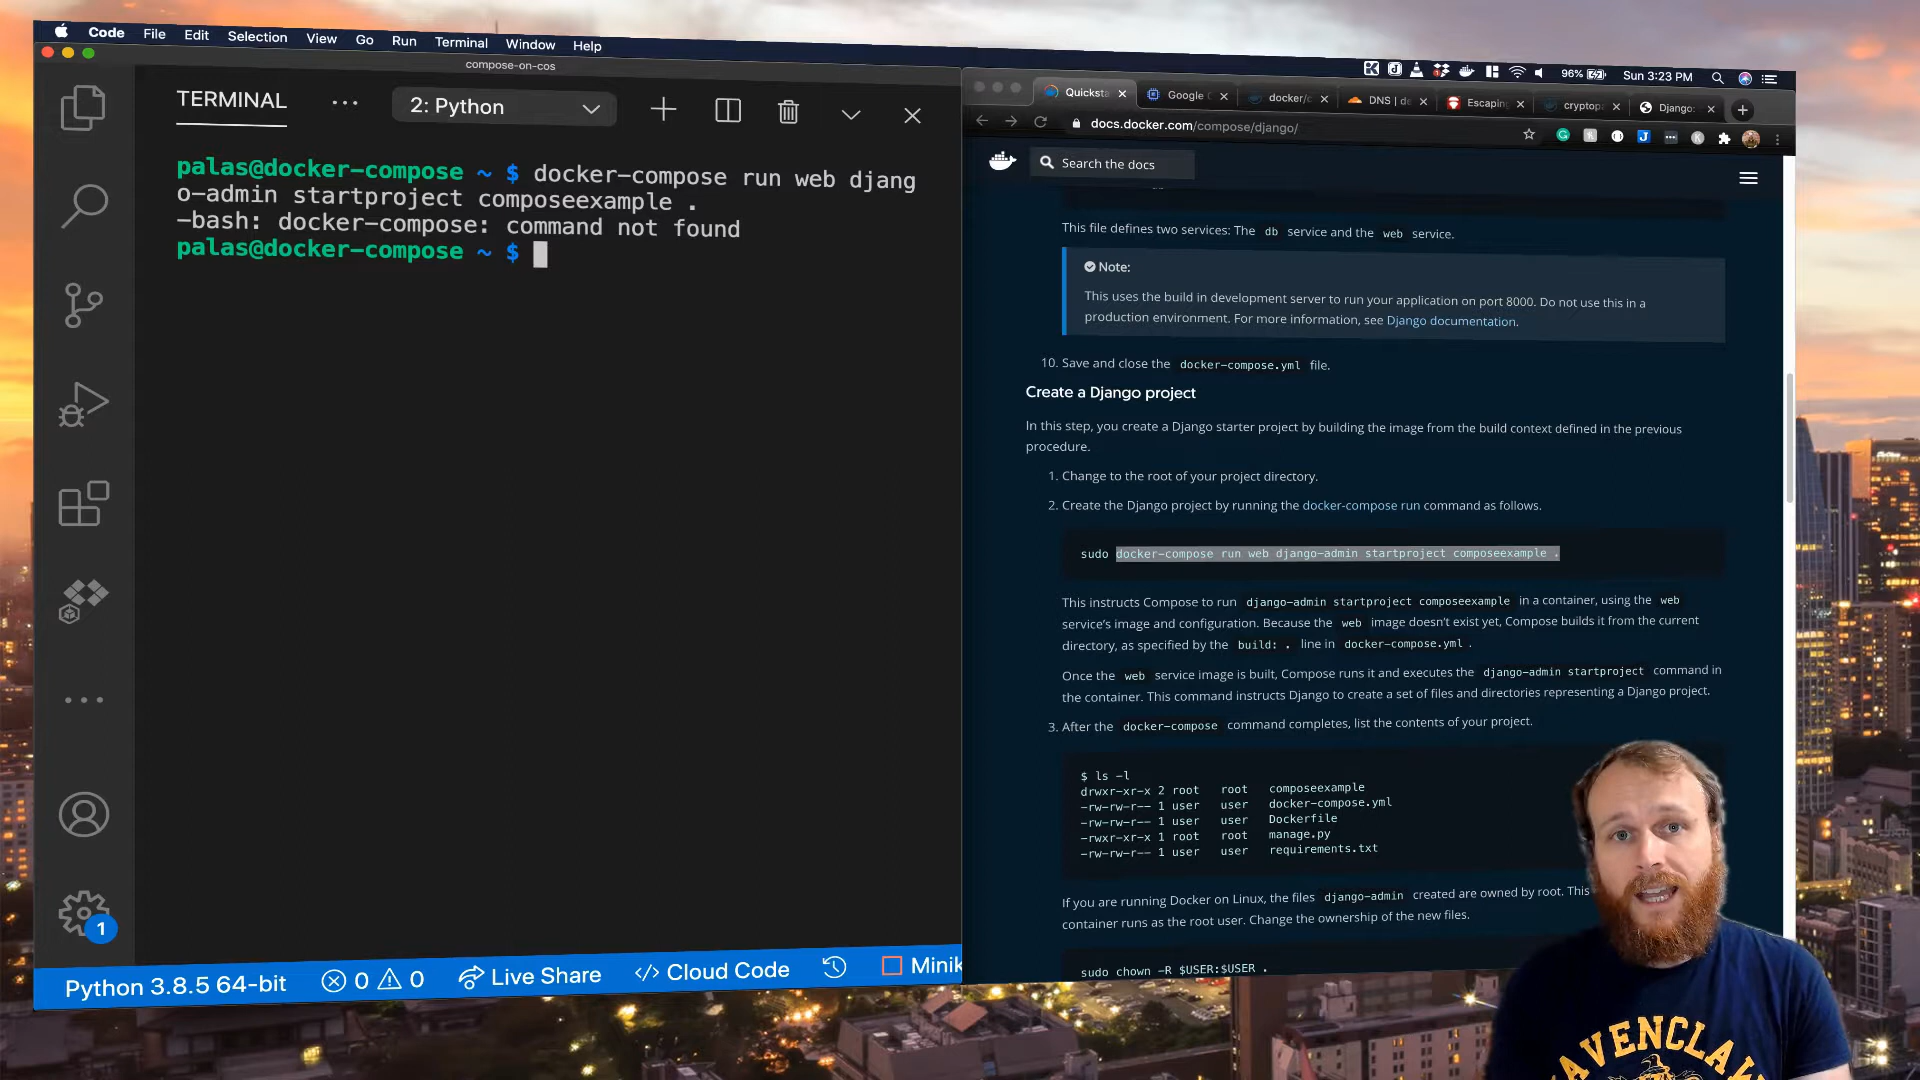 Code File Edit Selection View Go Run Terminal Window Help
96% Sun 3:23 PM
compose-on-cos
TERMINAL ... 2: Python
palas@docker-compose ~ $ docker-compose run web djang
o-admin startproject composeexample .
-bash: docker-compose: command not found
palas@docker-compose ~ $
1
Python 3.8.5 64-bit 0 0 Live Share </> Cloud Code Minik
Quicksta Google C docker/c DNS | de Escaping cryptopa Django:
docs.docker.com/compose/django/
Search the docs
This file defines two services: The db service and the web service.
Note:
This uses the build in development server to run your application on port 8000. Do not use this in a
production environment. For more information, see Django documentation.
10. Save and close the docker-compose.yml file.
Create a Django project
In this step, you create a Django starter project by building the image from the build context defined in the previous
procedure.
1. Change to the root of your project directory.
2. Create the Django project by running the docker-compose run command as follows.
sudo docker-compose run web django-admin startproject composeexample .
This instructs Compose to run django-admin startproject composeexample in a container, using the web
service's image and configuration. Because the web image doesn't exist yet, Compose builds it from the current
directory, as specified by the build: . line in docker-compose.yml.
Once the web service image is built, Compose runs it and executes the django-admin startproject command in
the container. This command instructs Django to create a set of files and directories representing a Django project.
3. After the docker-compose command completes, list the contents of your project.
$ ls -l
drwxr-xr-x 2 root root composeexample
-rw-rw-r-- 1 user user docker-compose.yml
-rw-rw-r-- 1 user user Dockerfile
-rwxr-xr-x 1 root root manage.py
-rw-rw-r-- 1 user user requirements.txt
If you are running Docker on Linux, the files django-admin created are owned by root. This
container runs as the root user. Change the ownership of the new files.
sudo chown -R $USER:$USER .
AVENCLAW